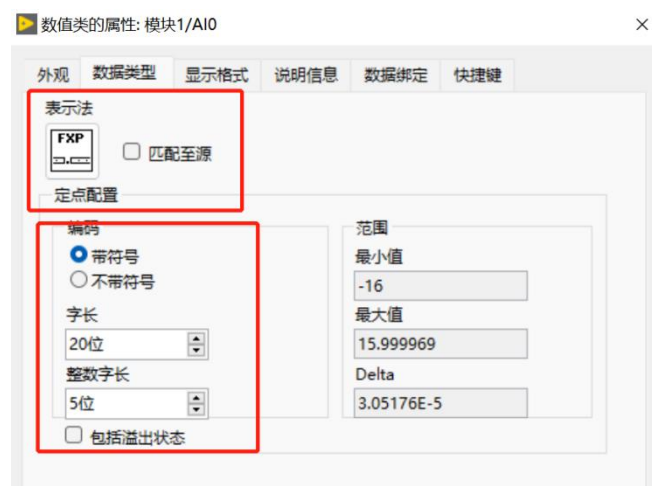 数值类的属性: 模块1/AI0
外观 数据类型 显示格式 说明信息 数据绑定 快捷键
表示法
FXP
匹配至源
定点配置
编码
带符号
不带符号
字长
20位
整数字长
5位
包括溢出状态
范围
最小值
-16
最大值
15.999969
Delta
3.05176E-5